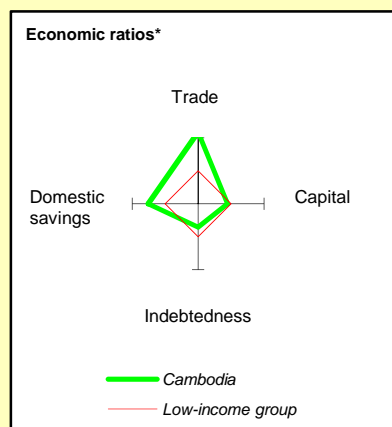 Economic ratios*
Trade
Domestic
savings
Capital
Indebtedness
Cambodia
Low-income group